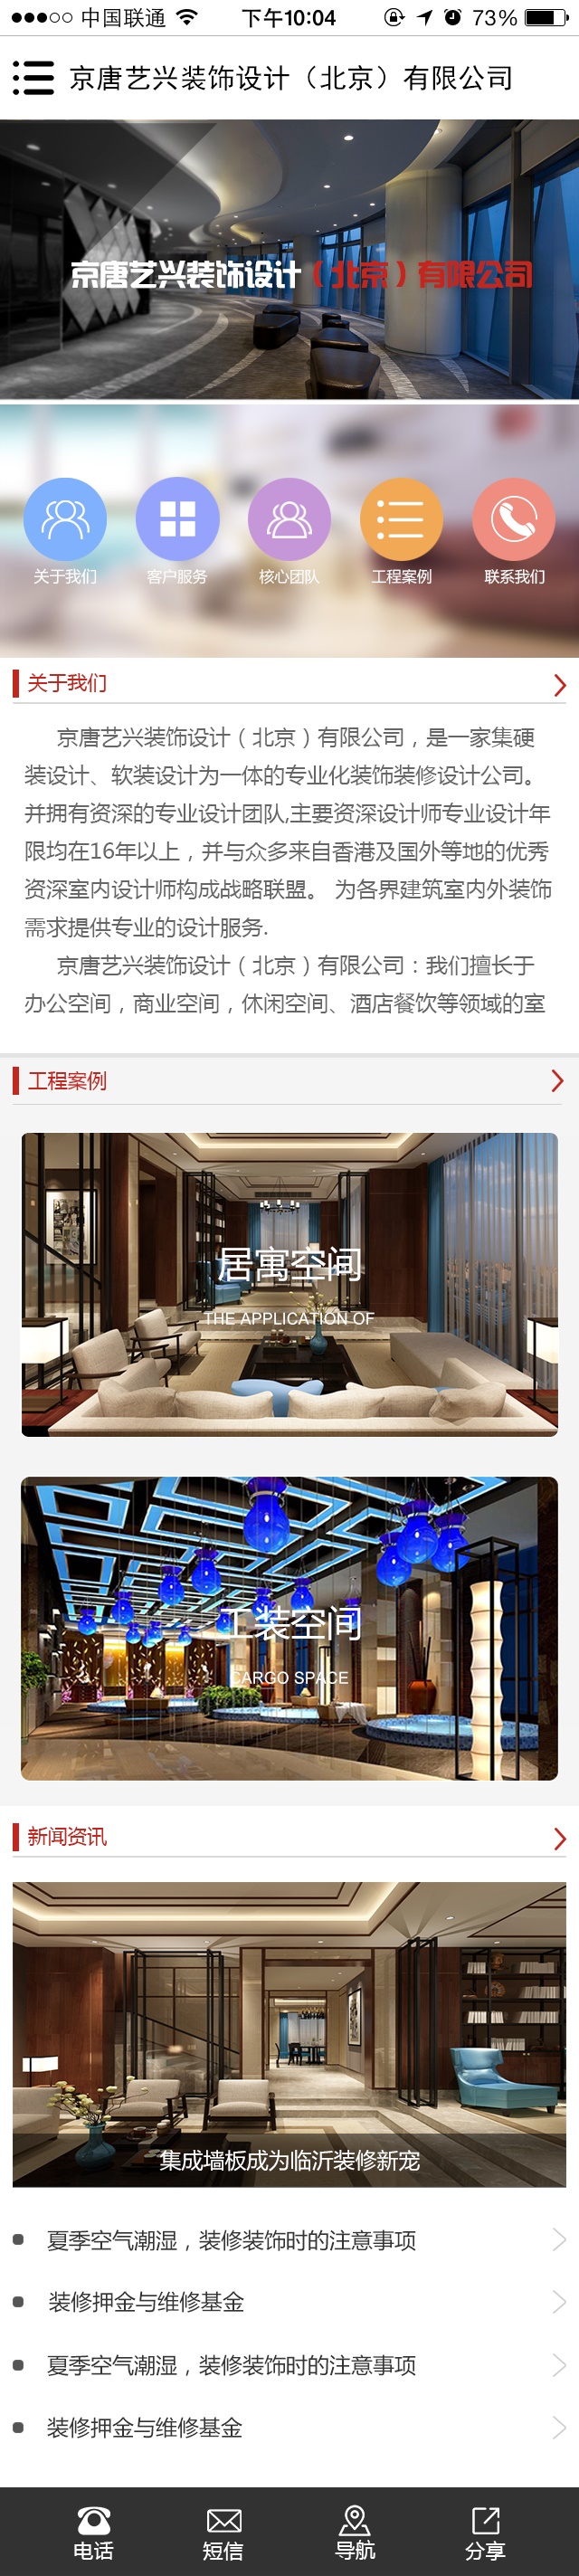 中国联通 下午10:04 73%
京唐艺兴装饰设计（北京）有限公司
京唐艺兴装饰设计（北京）有限公司
关于我们 客户服务 核心团队 工程案例 联系我们
关于我们
京唐艺兴装饰设计（北京）有限公司，是一家集硬
装设计、软装设计为一体的专业化装饰装修设计公司。
并拥有资深的专业设计团队,主要资深设计师专业设计年
限均在16年以上，并与众多来自香港及国外等地的优秀
资深室内设计师构成战略联盟。 为各界建筑室内外装饰
需求提供专业的设计服务.
京唐艺兴装饰设计（北京）有限公司：我们擅长于
办公空间，商业空间，休闲空间、酒店餐饮等领域的室
工程案例
居寓空间
THE APPLICATION OF
工装空间
CARGO SPACE
新闻资讯
集成墙板成为临沂装修新宠
夏季空气潮湿，装修装饰时的注意事项
装修押金与维修基金
夏季空气潮湿，装修装饰时的注意事项
装修押金与维修基金
电话 短信 导航 分享